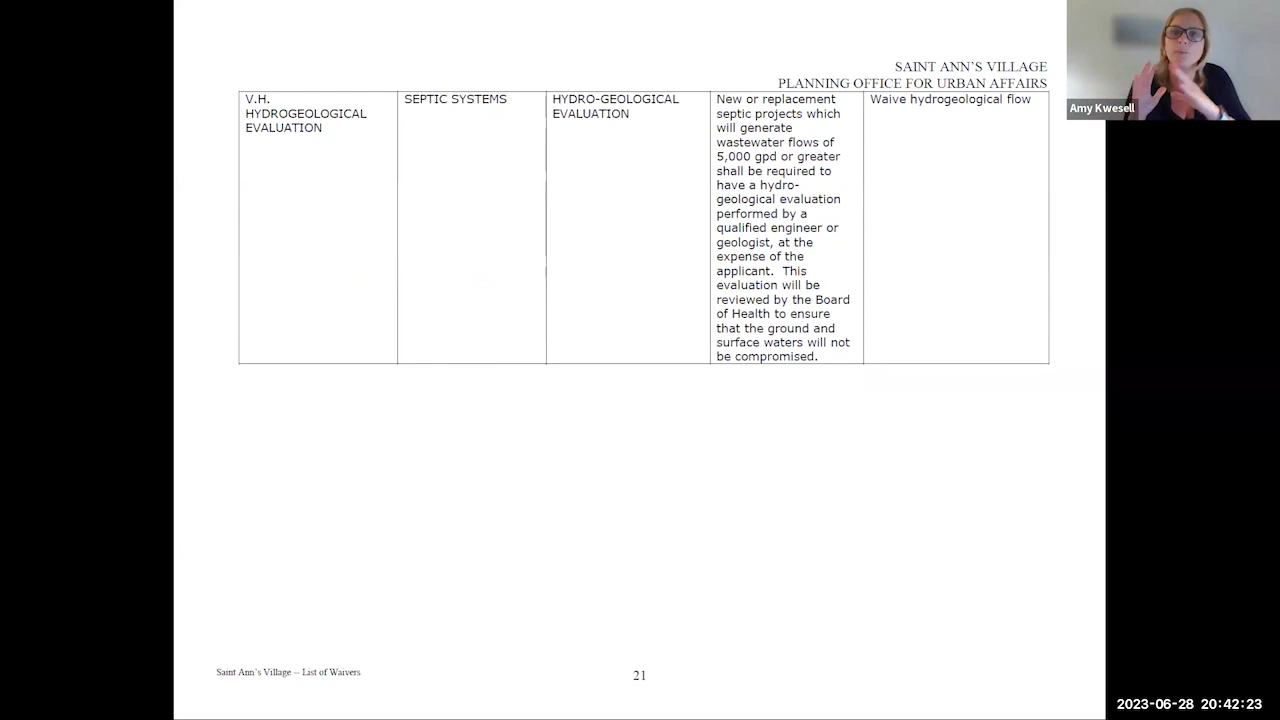 SAINT ANN'S VILLAGE
PLANNING OFFICE FOR URBAN AFFAIRS
V.H.
HYDROGEOLOGICAL
EVALUATION
SEPTIC SYSTEMS
HYDRO-GEOLOGICAL
EVALUATION
New or replacement
septic projects which
will generate
wastewater flows of
5,000 gpd or greater
shall be required to
have a hydro-
geological evaluation
performed by a
qualified engineer or
geologist, at the
expense of the
applicant. This
evaluation will be
reviewed by the Board
of Health to ensure
that the ground and
surface waters will not
be compromised.
Waive hydrogeological flow
Saint Ann's Village -- List of Waivers
21
Amy Kwesell
2023-06-28 20:42:23